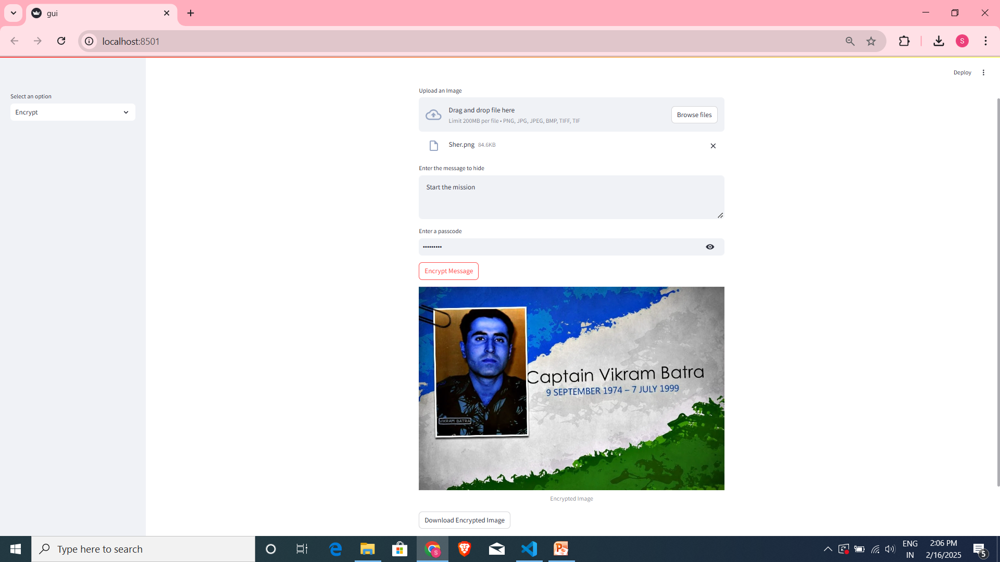 gui
localhost:8501
S
Deploy
Select an option
Encrypt
Upload an Image
Drag and drop file here
Limit 200MB per file • PNG, JPG, JPEG, BMP, TIFF, TIF
Browse files
Sher.png 84.6KB
Enter the message to hide
Start the mission
Enter a passcode
•••••••••
Encrypt Message
Captain Vikram Batra
9 SEPTEMBER 1974 – 7 JULY 1999
VIKRAM BATRA
Encrypted Image
Download Encrypted Image
Type here to search
S
ENG
IN
2:06 PM
2/16/2025
5